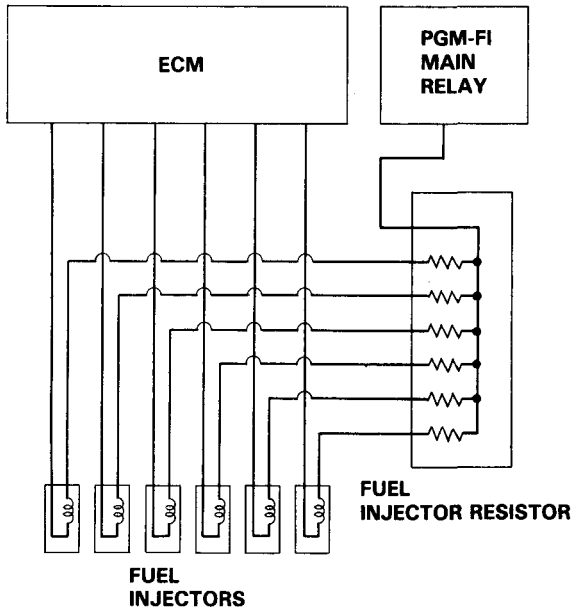 ECM
PGM-FI
MAIN
RELAY
FUEL
INJECTOR RESISTOR
FUEL
INJECTORS